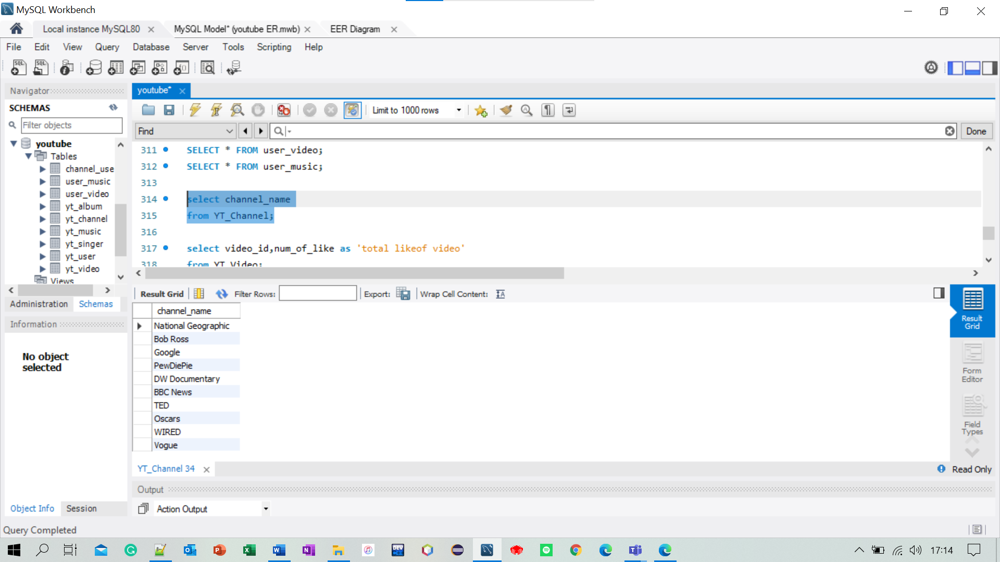 MySQL Workbench
Local instance MySQL80
MySQL Model* (youtube ER.mwb)
EER Diagram
File Edit View Query Database Server Tools Scripting Help
SQL
SQL
Navigator
SCHEMAS
Filter objects
youtube
Tables
channel_use
user_music
user_video
yt_album
yt_channel
yt_music
yt_singer
yt_user
yt_video
Views
Administration Schemas
Information
No object
selected
Object Info Session
youtube*
Limit to 1000 rows
Find
Done
311 SELECT * FROM user_video;
312 SELECT * FROM user_music;
313
314 select channel_name
315 from YT_Channel;
316
317 select video_id,num_of_like as 'total likeof video'
318 from YT_Video;
Result Grid Filter Rows: Export: Wrap Cell Content:
channel_name
National Geographic
Bob Ross
Google
PewDiePie
DW Documentary
BBC News
TED
Oscars
WIRED
Vogue
Result
Grid
Form
Editor
Field
Types
YT_Channel 34
Read Only
Output
Action Output
Query Completed
DEV
17:14